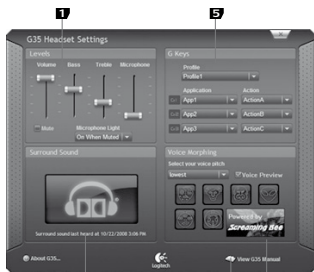 1 5
G35 Headset Settings
Levels
Volume Bass Treble Microphone
Mute
Microphone Light
On When Muted
G Keys
Profile
Profile1
Application Action
App1 ActionA
App2 ActionB
App3 ActionC
Surround Sound
Surround sound last heard at 10/22/2008 3:06 PM
Voice Morphing
Select your voice pitch
lowest Voice Preview
Powered by
Screaming Bee
About G35...
Logitech
View G35 Manual